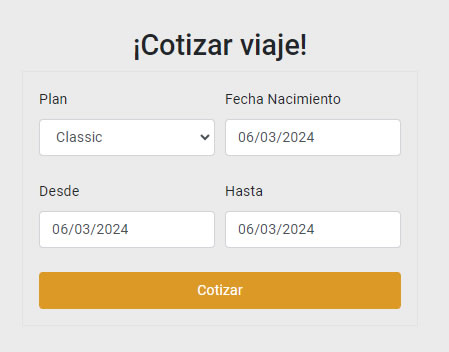 ¡Cotizar viaje!
Plan Fecha Nacimiento
Classic 06/03/2024
Desde Hasta
06/03/2024 06/03/2024
Cotizar